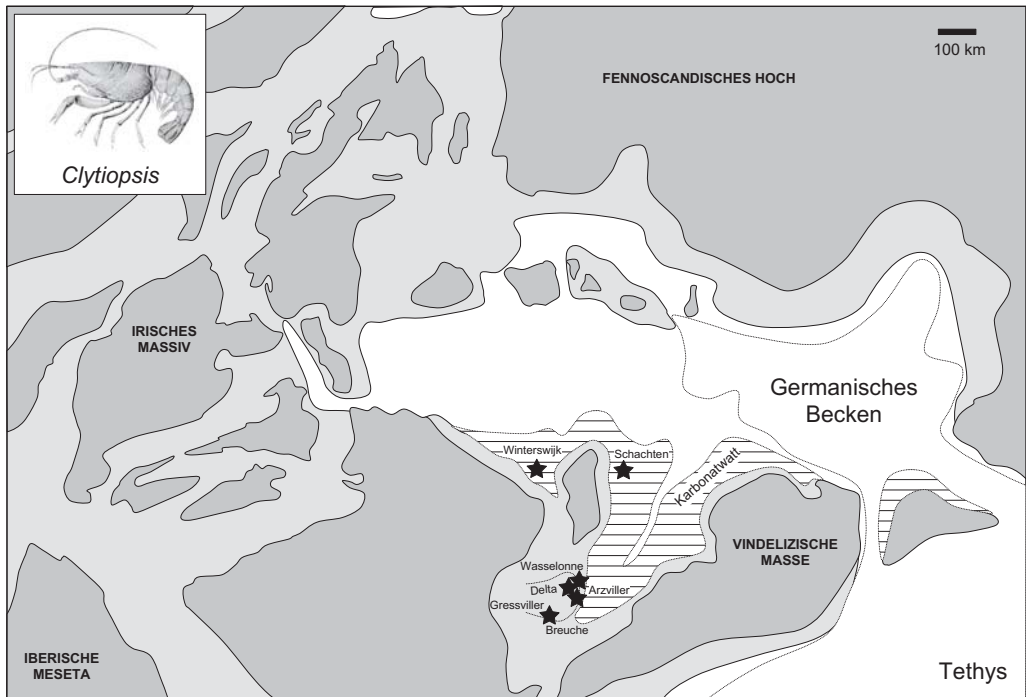 Clytiopsis
100 km
FENNOSCANDISCHES HOCH
IRISCHES
MASSIV
Germanisches
Becken
Winterswijk
Schachten
Karbonatwatt
VINDELIZISCHE
MASSE
Wasselonne
Delta
Arzviller
Gressviller
Breuche
IBERISCHE
MESETA
Tethys